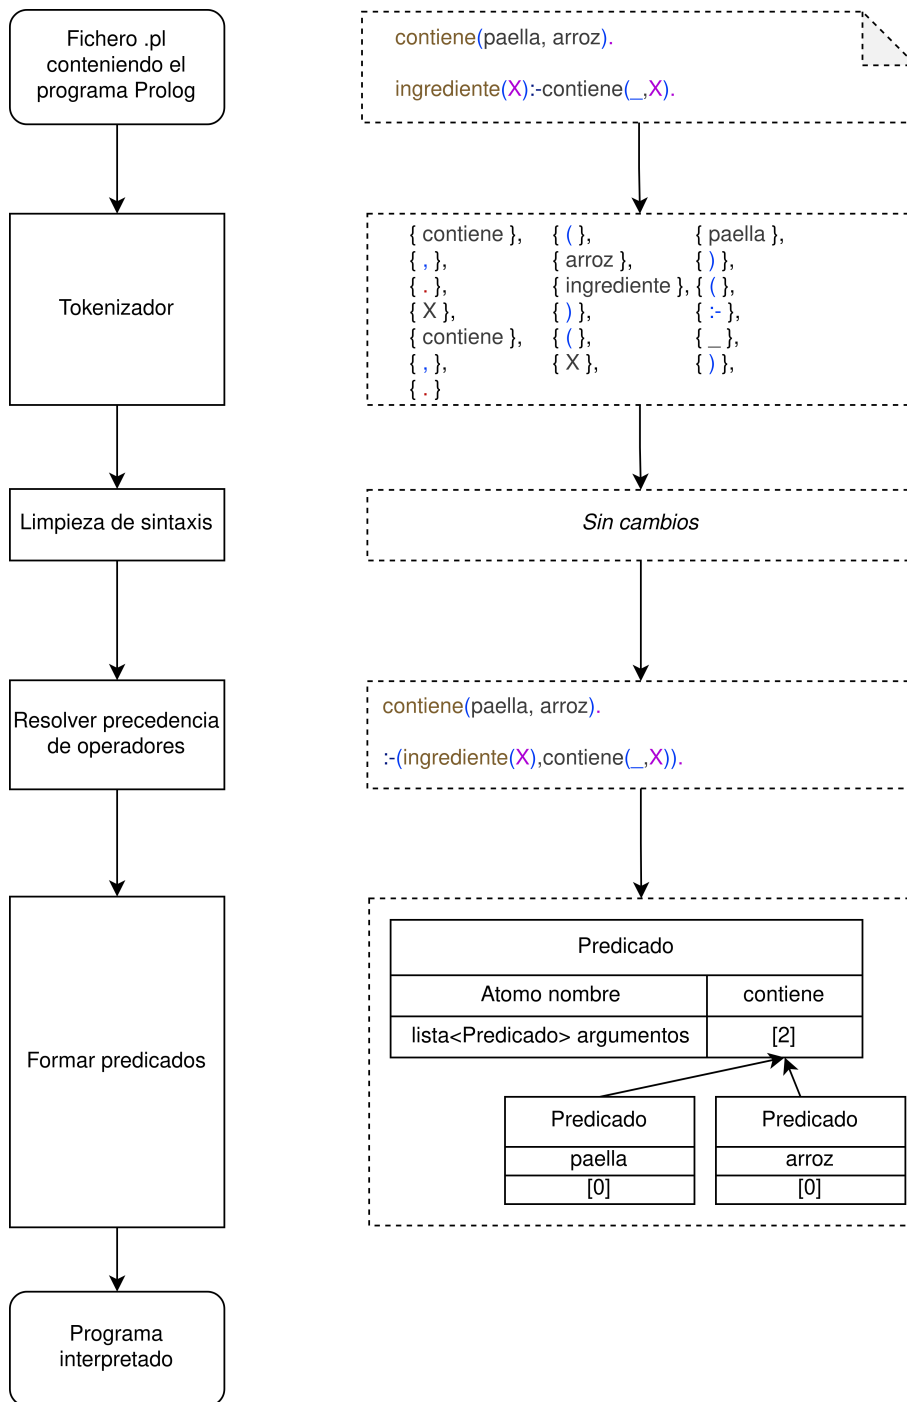 Fichero .pl
conteniendo el
programa Prolog
contiene(paella, arroz).
ingrediente(X):-contiene(_,X).
Tokenizador
{ contiene }, { ( }, { paella },
{ , }, { arroz }, { ) },
{ . }, { ingrediente }, { ( },
{ X }, { ) }, { :- },
{ contiene }, { ( }, { _ },
{ , }, { X }, { ) },
{ . }
Limpieza de sintaxis
Sin cambios
Resolver precedencia
de operadores
contiene(paella, arroz).
:-(ingrediente(X),contiene(_,X)).
Formar predicados
Predicado
Atomo nombre contiene
lista<Predicado> argumentos [2]
Predicado Predicado
paella arroz
[0] [0]
Programa
interpretado